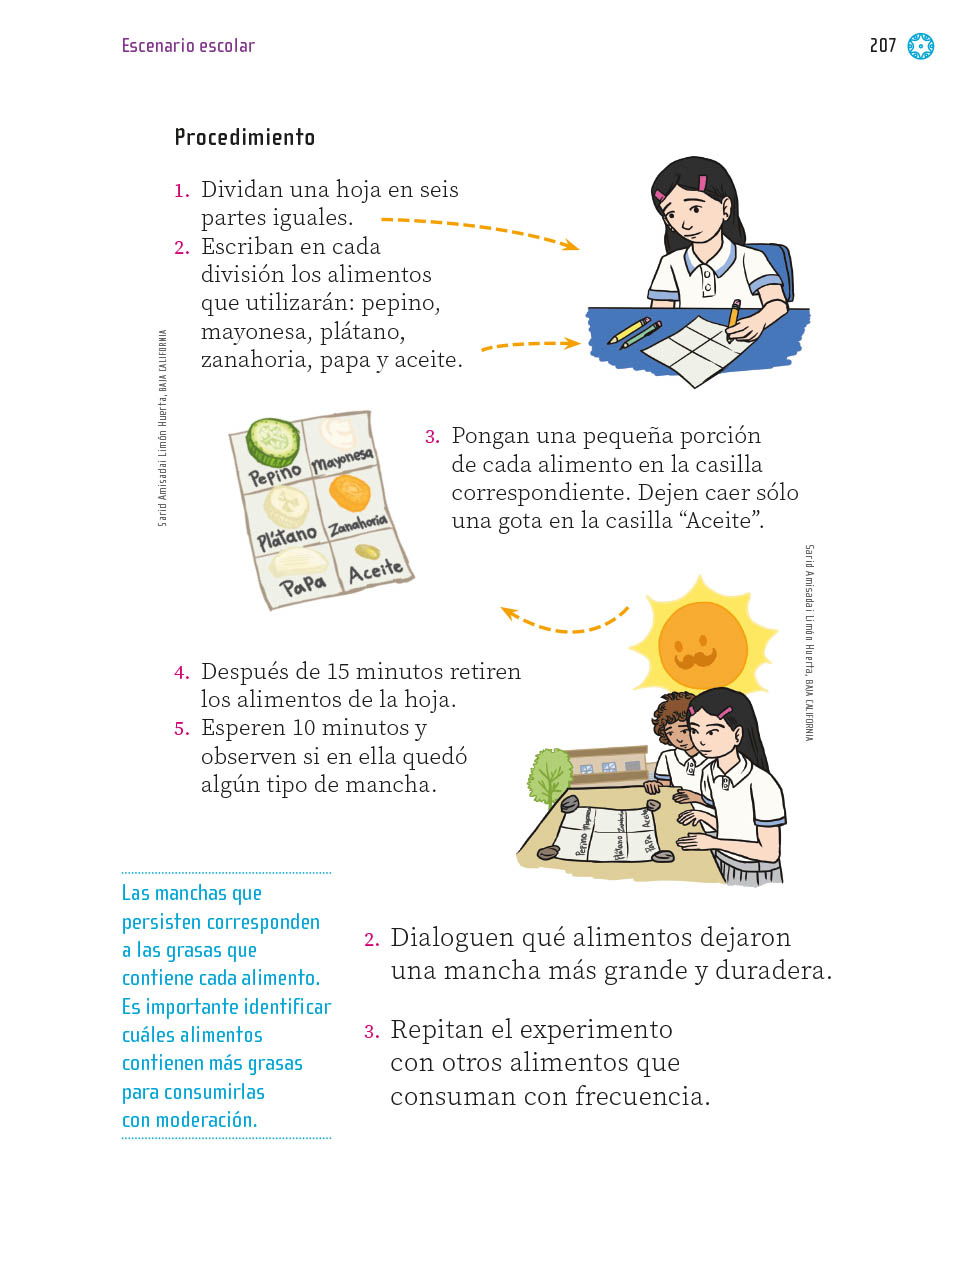 Escenario escolar
207
Procedimiento
1. Dividan una hoja en seis
partes iguales.
2. Escriban en cada
división los alimentos
que utilizarán: pepino,
mayonesa, plátano,
zanahoria, papa y aceite.
Sarid Amisadai Limón Huerta, BAJA CALIFORNIA
Pepino
Mayonesa
Plátano
Zanahoria
Papa
Aceite
3. Pongan una pequeña porción
de cada alimento en la casilla
correspondiente. Dejen caer sólo
una gota en la casilla “Aceite”.
Sarid Amisadai Limón Huerta, BAJA CALIFORNIA
4. Después de 15 minutos retiren
los alimentos de la hoja.
5. Esperen 10 minutos y
observen si en ella quedó
algún tipo de mancha.
Pepino
Plátano
Papa
Aceite
Las manchas que
persisten corresponden
a las grasas que
contiene cada alimento.
Es importante identificar
cuáles alimentos
contienen más grasas
para consumirlas
con moderación.
2. Dialoguen qué alimentos dejaron
una mancha más grande y duradera.
3. Repitan el experimento
con otros alimentos que
consuman con frecuencia.